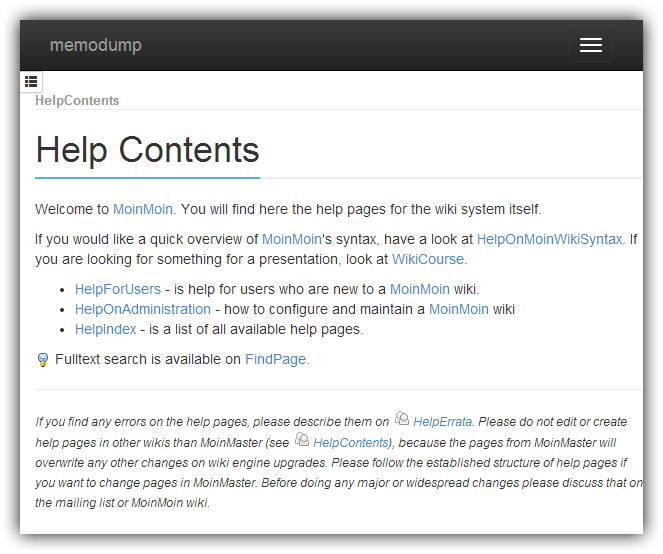 memodump
HelpContents
Help Contents
Welcome to MoinMoin. You will find here the help pages for the wiki system itself.
If you would like a quick overview of MoinMoin's syntax, have a look at HelpOnMoinWikiSyntax. If
you are looking for something for a presentation, look at WikiCourse.
• HelpForUsers - is help for users who are new to a MoinMoin wiki.
• HelpOnAdministration - how to configure and maintain a MoinMoin wiki
• HelpIndex - is a list of all available help pages.
Fulltext search is available on FindPage.
If you find any errors on the help pages, please describe them on HelpErrata. Please do not edit or create
help pages in other wikis than MoinMaster (see HelpContents), because the pages from MoinMaster will
overwrite any other changes on wiki engine upgrades. Please follow the established structure of help pages if
you want to change pages in MoinMaster. Before doing any major or widespread changes please discuss that on
the mailing list or MoinMoin wiki.